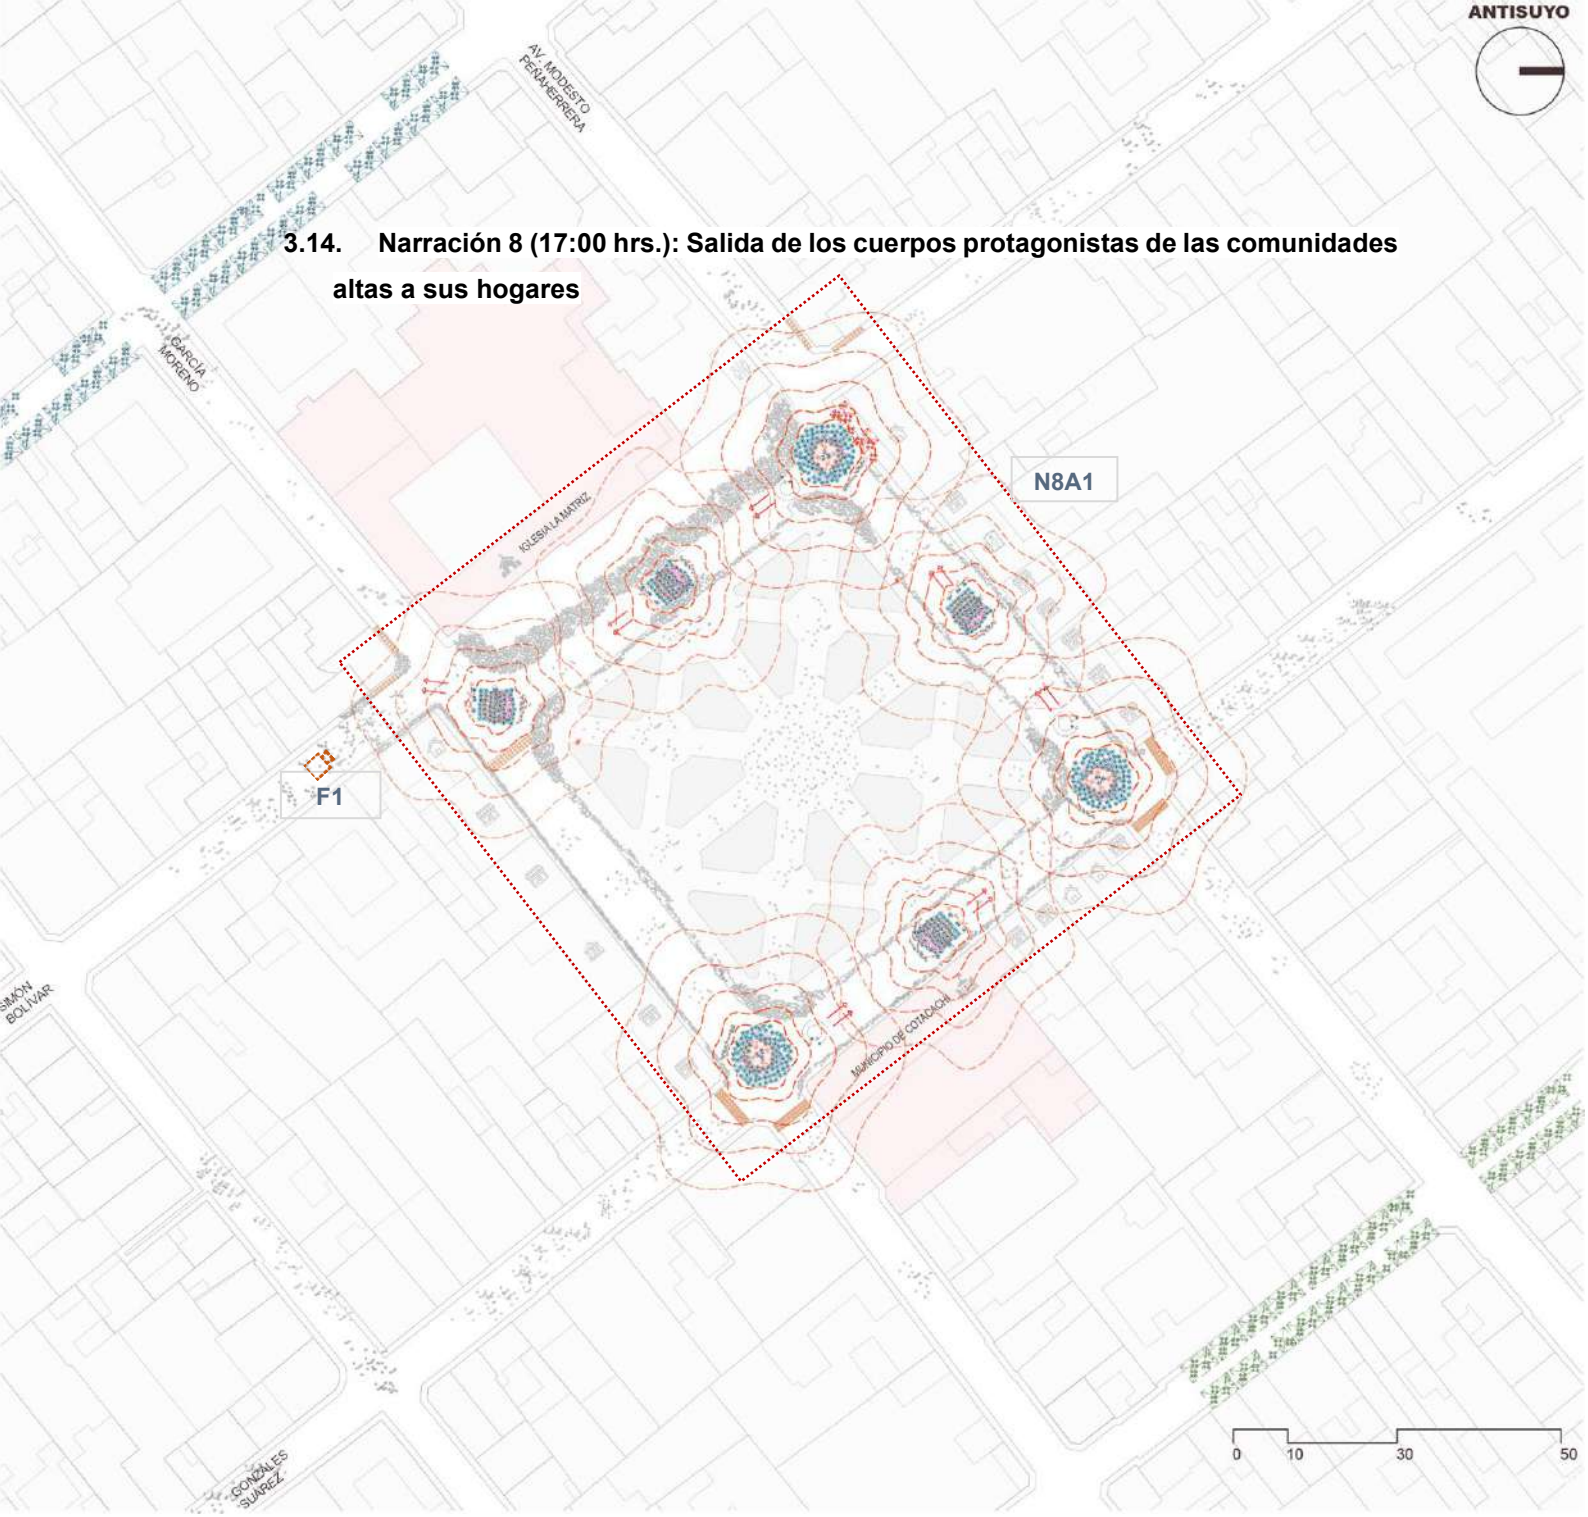 ANTISUYO
AV. MODESTO
PEÑAHERRERA
3.14. Narración 8 (17:00 hrs.): Salida de los cuerpos protagonistas de las comunidades
altas a sus hogares
GARCÍA
MORENO
N8A1
IGLESIA LA MATRIZ
F1
SIMÓN
BOLÍVAR
MUNICIPIO DE COTACACHI
GONZÁLES
SUÁREZ
0 10 30 50